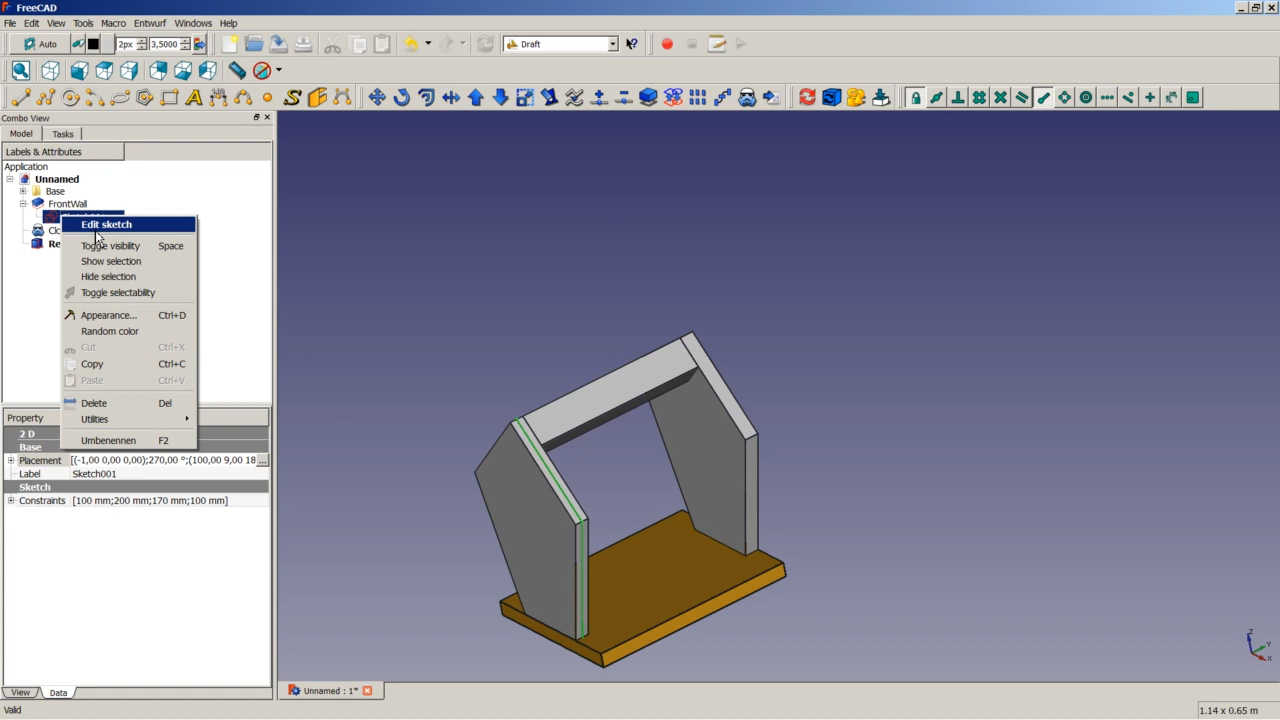 FreeCAD
File Edit View Tools Macro Entwurf Windows Help
Auto 2px 3,5000 Draft
Combo View
Model Tasks
Labels & Attributes
Application
Unnamed
Base
FrontWall
Edit sketch
Toggle visibility Space
Show selection
Hide selection
Toggle selectability
Appearance... Ctrl+D
Random color
Cut Ctrl+X
Copy Ctrl+C
Paste Ctrl+V
Delete Del
Utilities
Umbenennen F2
Property
2 D
Base
Placement [(-1,00 0,00 0,00);270,00 °;(100,00 9,00 18 ...
Label Sketch001
Sketch
Constraints [100 mm;200 mm;170 mm;100 mm]
View Data
Unnamed : 1*
Valid 1.14 x 0.65 m
Z
Y
X